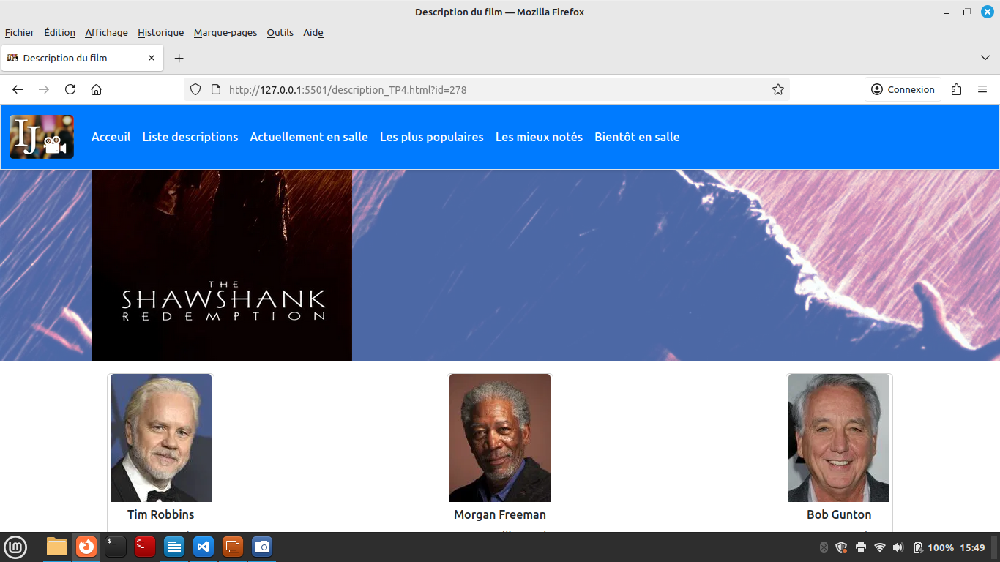 Description du film — Mozilla Firefox
Fichier Édition Affichage Historique Marque-pages Outils Aide
Description du film
http://127.0.0.1:5501/description_TP4.html?id=278
Connexion
IJ
Acceuil Liste descriptions Actuellement en salle Les plus populaires Les mieux notés Bientôt en salle
THE
SHAWSHANK
REDEMPTION
Tim Robbins Morgan Freeman Bob Gunton
100% 15:49